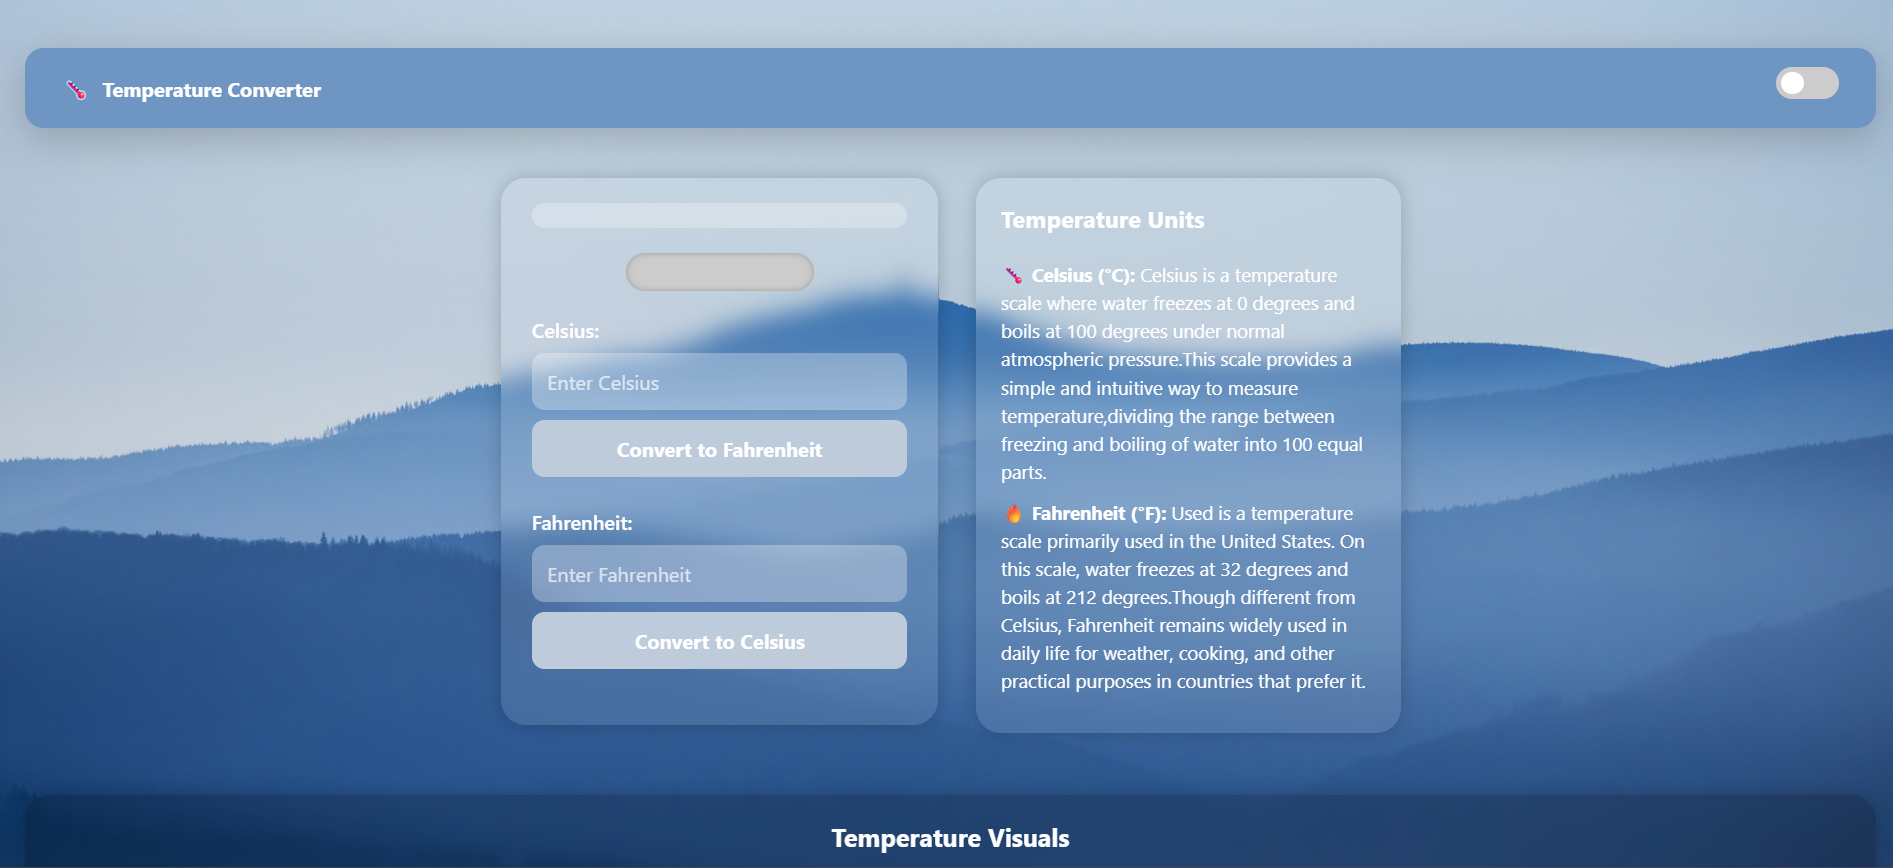 Temperature Converter
Celsius:
Enter Celsius
Convert to Fahrenheit
Fahrenheit:
Enter Fahrenheit
Convert to Celsius
Temperature Units
Celsius (°C): Celsius is a temperature
scale where water freezes at 0 degrees and
boils at 100 degrees under normal
atmospheric pressure.This scale provides a
simple and intuitive way to measure
temperature,dividing the range between
freezing and boiling of water into 100 equal
parts.
Fahrenheit (°F): Used is a temperature
scale primarily used in the United States. On
this scale, water freezes at 32 degrees and
boils at 212 degrees.Though different from
Celsius, Fahrenheit remains widely used in
daily life for weather, cooking, and other
practical purposes in countries that prefer it.
Temperature Visuals